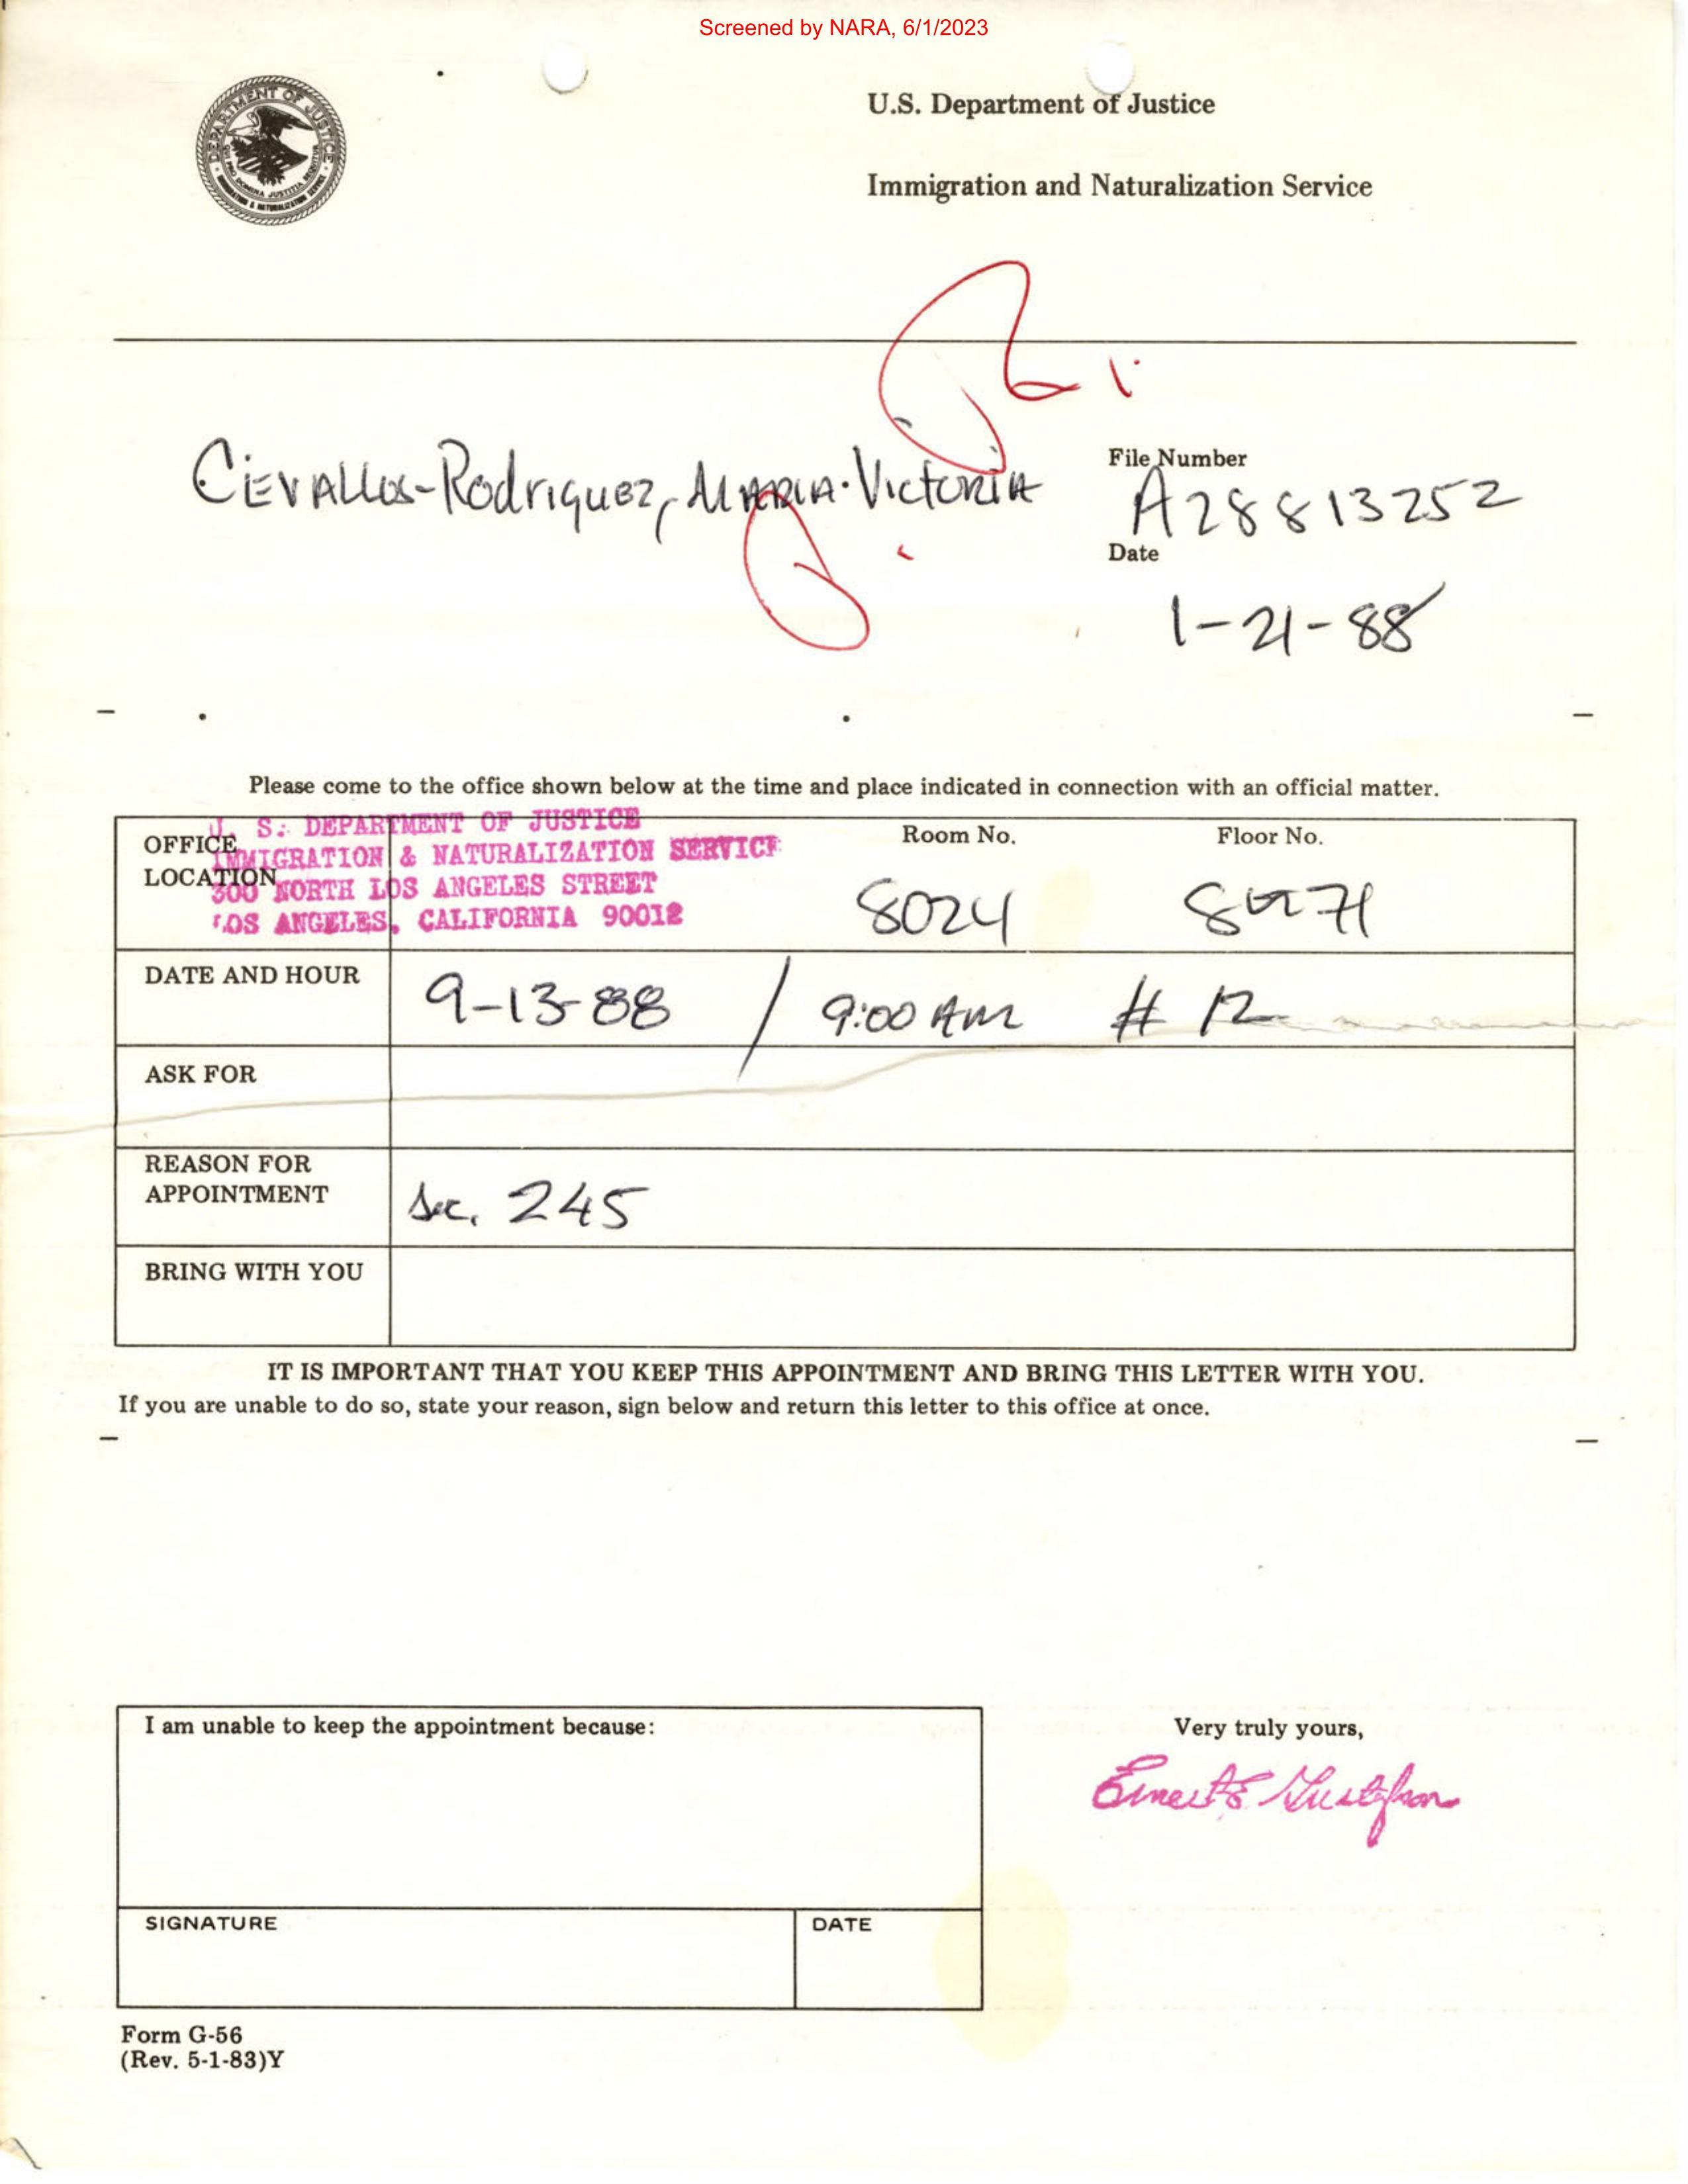 Screened by NARA, 6/1/2023
DEPARTMENT OF JUSTICE
QUI PRO DOMINA JUSTITIA SEQUITUR
IMMIGRATION & NATURALIZATION SERVICE
U.S. Department of Justice
Immigration and Naturalization Service
CEVALLOS-Rodriguez, MARIA·VICTORIA
File Number
A28813252
Date
1-21-88
Please come to the office shown below at the time and place indicated in connection with an official matter.
OFFICE
LOCATION
U. S. DEPARTMENT OF JUSTICE
IMMIGRATION & NATURALIZATION SERVICE
300 NORTH LOS ANGELES STREET
LOS ANGELES, CALIFORNIA 90012
Room No.
8024
Floor No.
DATE AND HOUR
9-13-88 / 9:00 AM # 12
ASK FOR
REASON FOR
APPOINTMENT
Sec. 245
BRING WITH YOU
IT IS IMPORTANT THAT YOU KEEP THIS APPOINTMENT AND BRING THIS LETTER WITH YOU.
If you are unable to do so, state your reason, sign below and return this letter to this office at once.
I am unable to keep the appointment because:
Very truly yours,
Ernest E Gustafson
SIGNATURE
DATE
Form G-56
(Rev. 5-1-83)Y